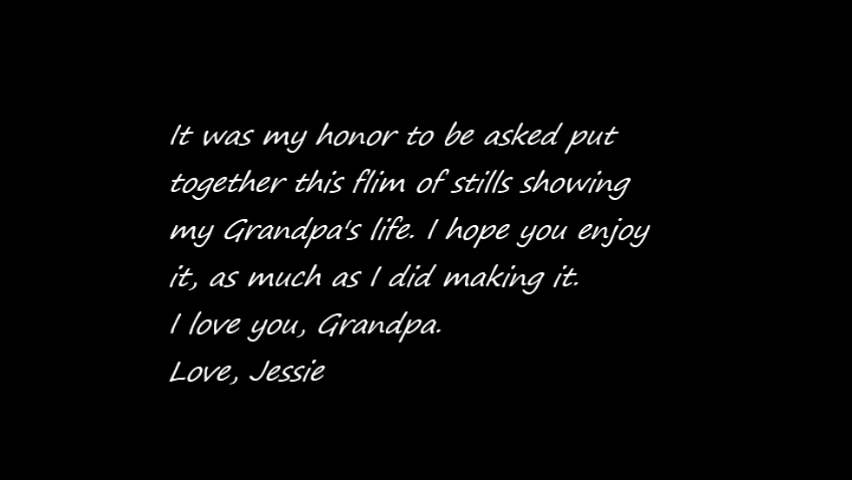 It was my honor to be asked put
together this flim of stills showing
my Grandpa's life. I hope you enjoy
it, as much as I did making it.
I love you, Grandpa.
Love, Jessie